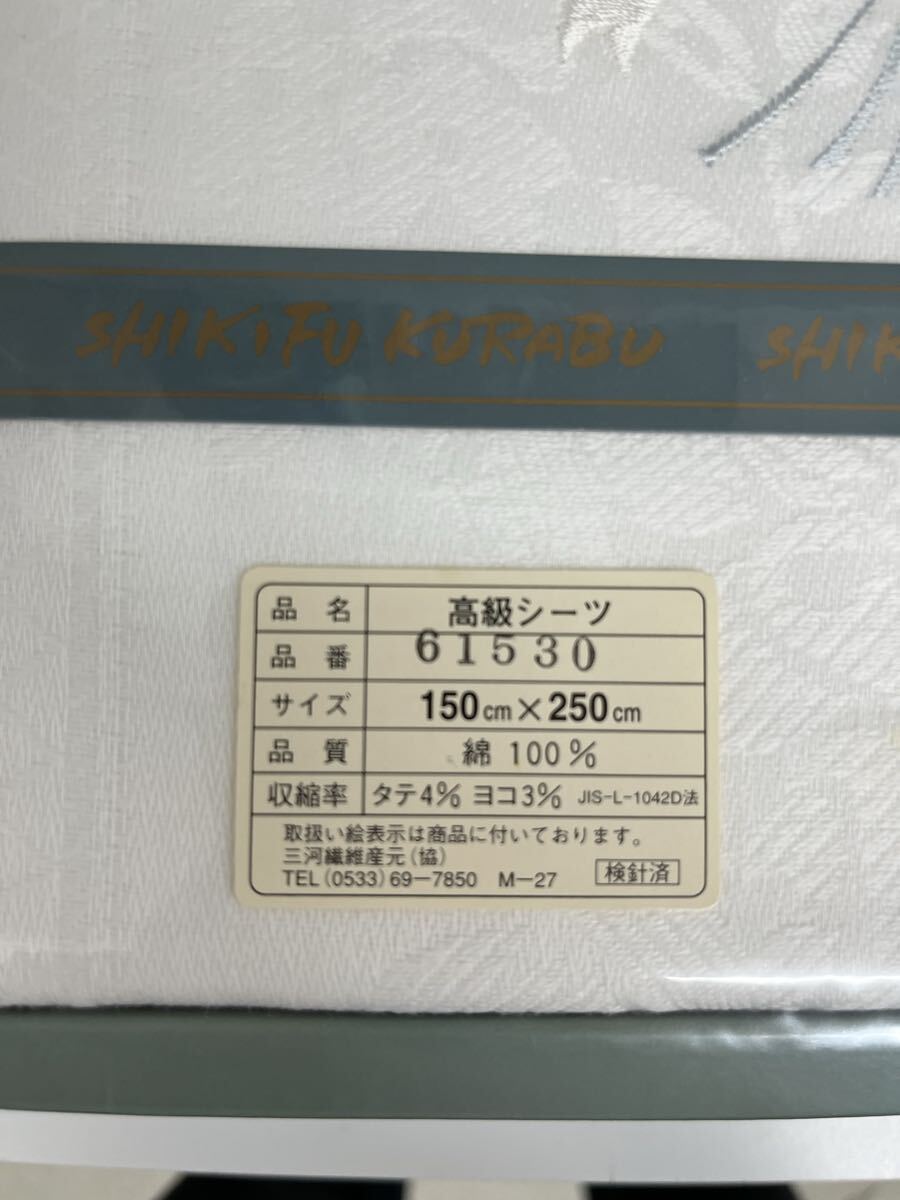 SHIKIFU KURABU SHIK
品名 高級シーツ
品番 61530
サイズ 150cm×250cm
品質 綿 100%
収縮率 タテ4% ヨコ3% JIS-L-1042D法
取扱い絵表示は商品に付いております。
三河繊維産元(協)
TEL(0533)69-7850 M-27 検針済